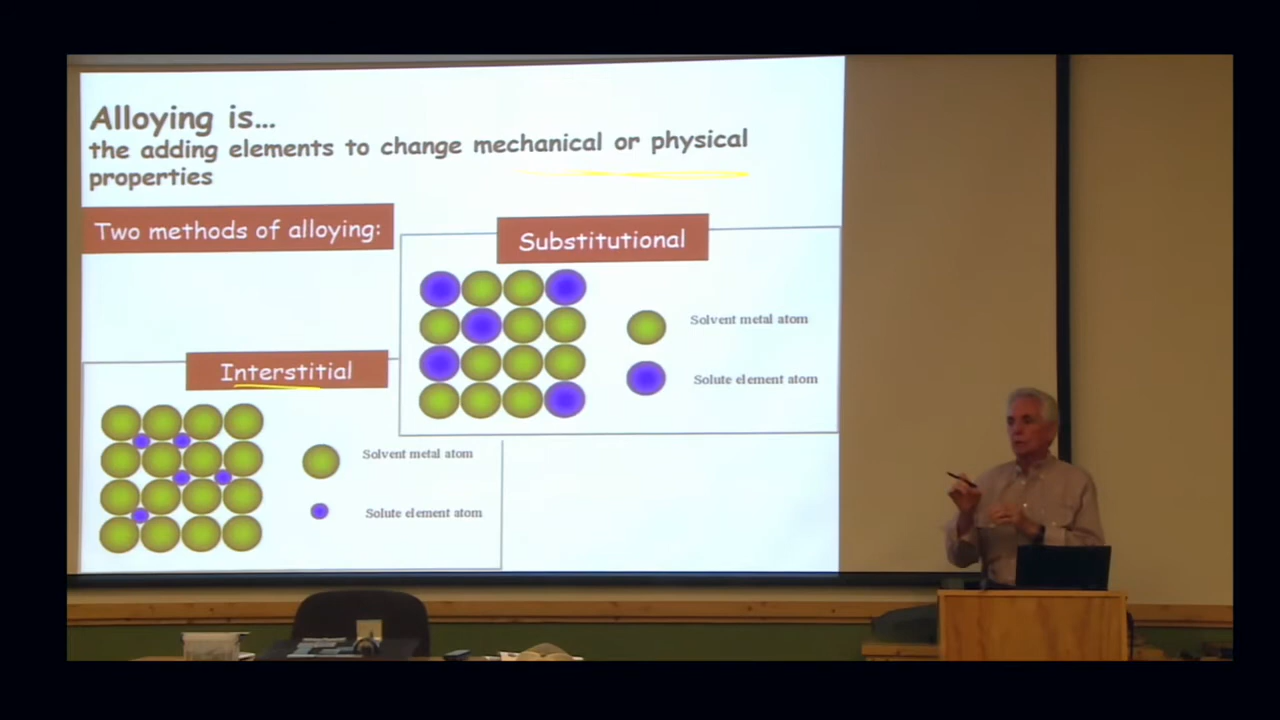 Alloying is...
the adding elements to change mechanical or physical
properties
Two methods of alloying:
Substitutional
Solvent metal atom
Solute element atom
Interstitial
Solvent metal atom
Solute element atom